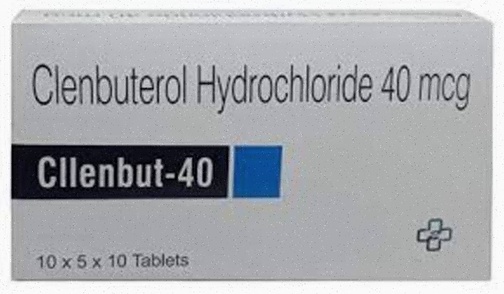 Clenbuterol Hydrochloride 40 mcg
Cllenbut-40
10 x 5 x 10 Tablets